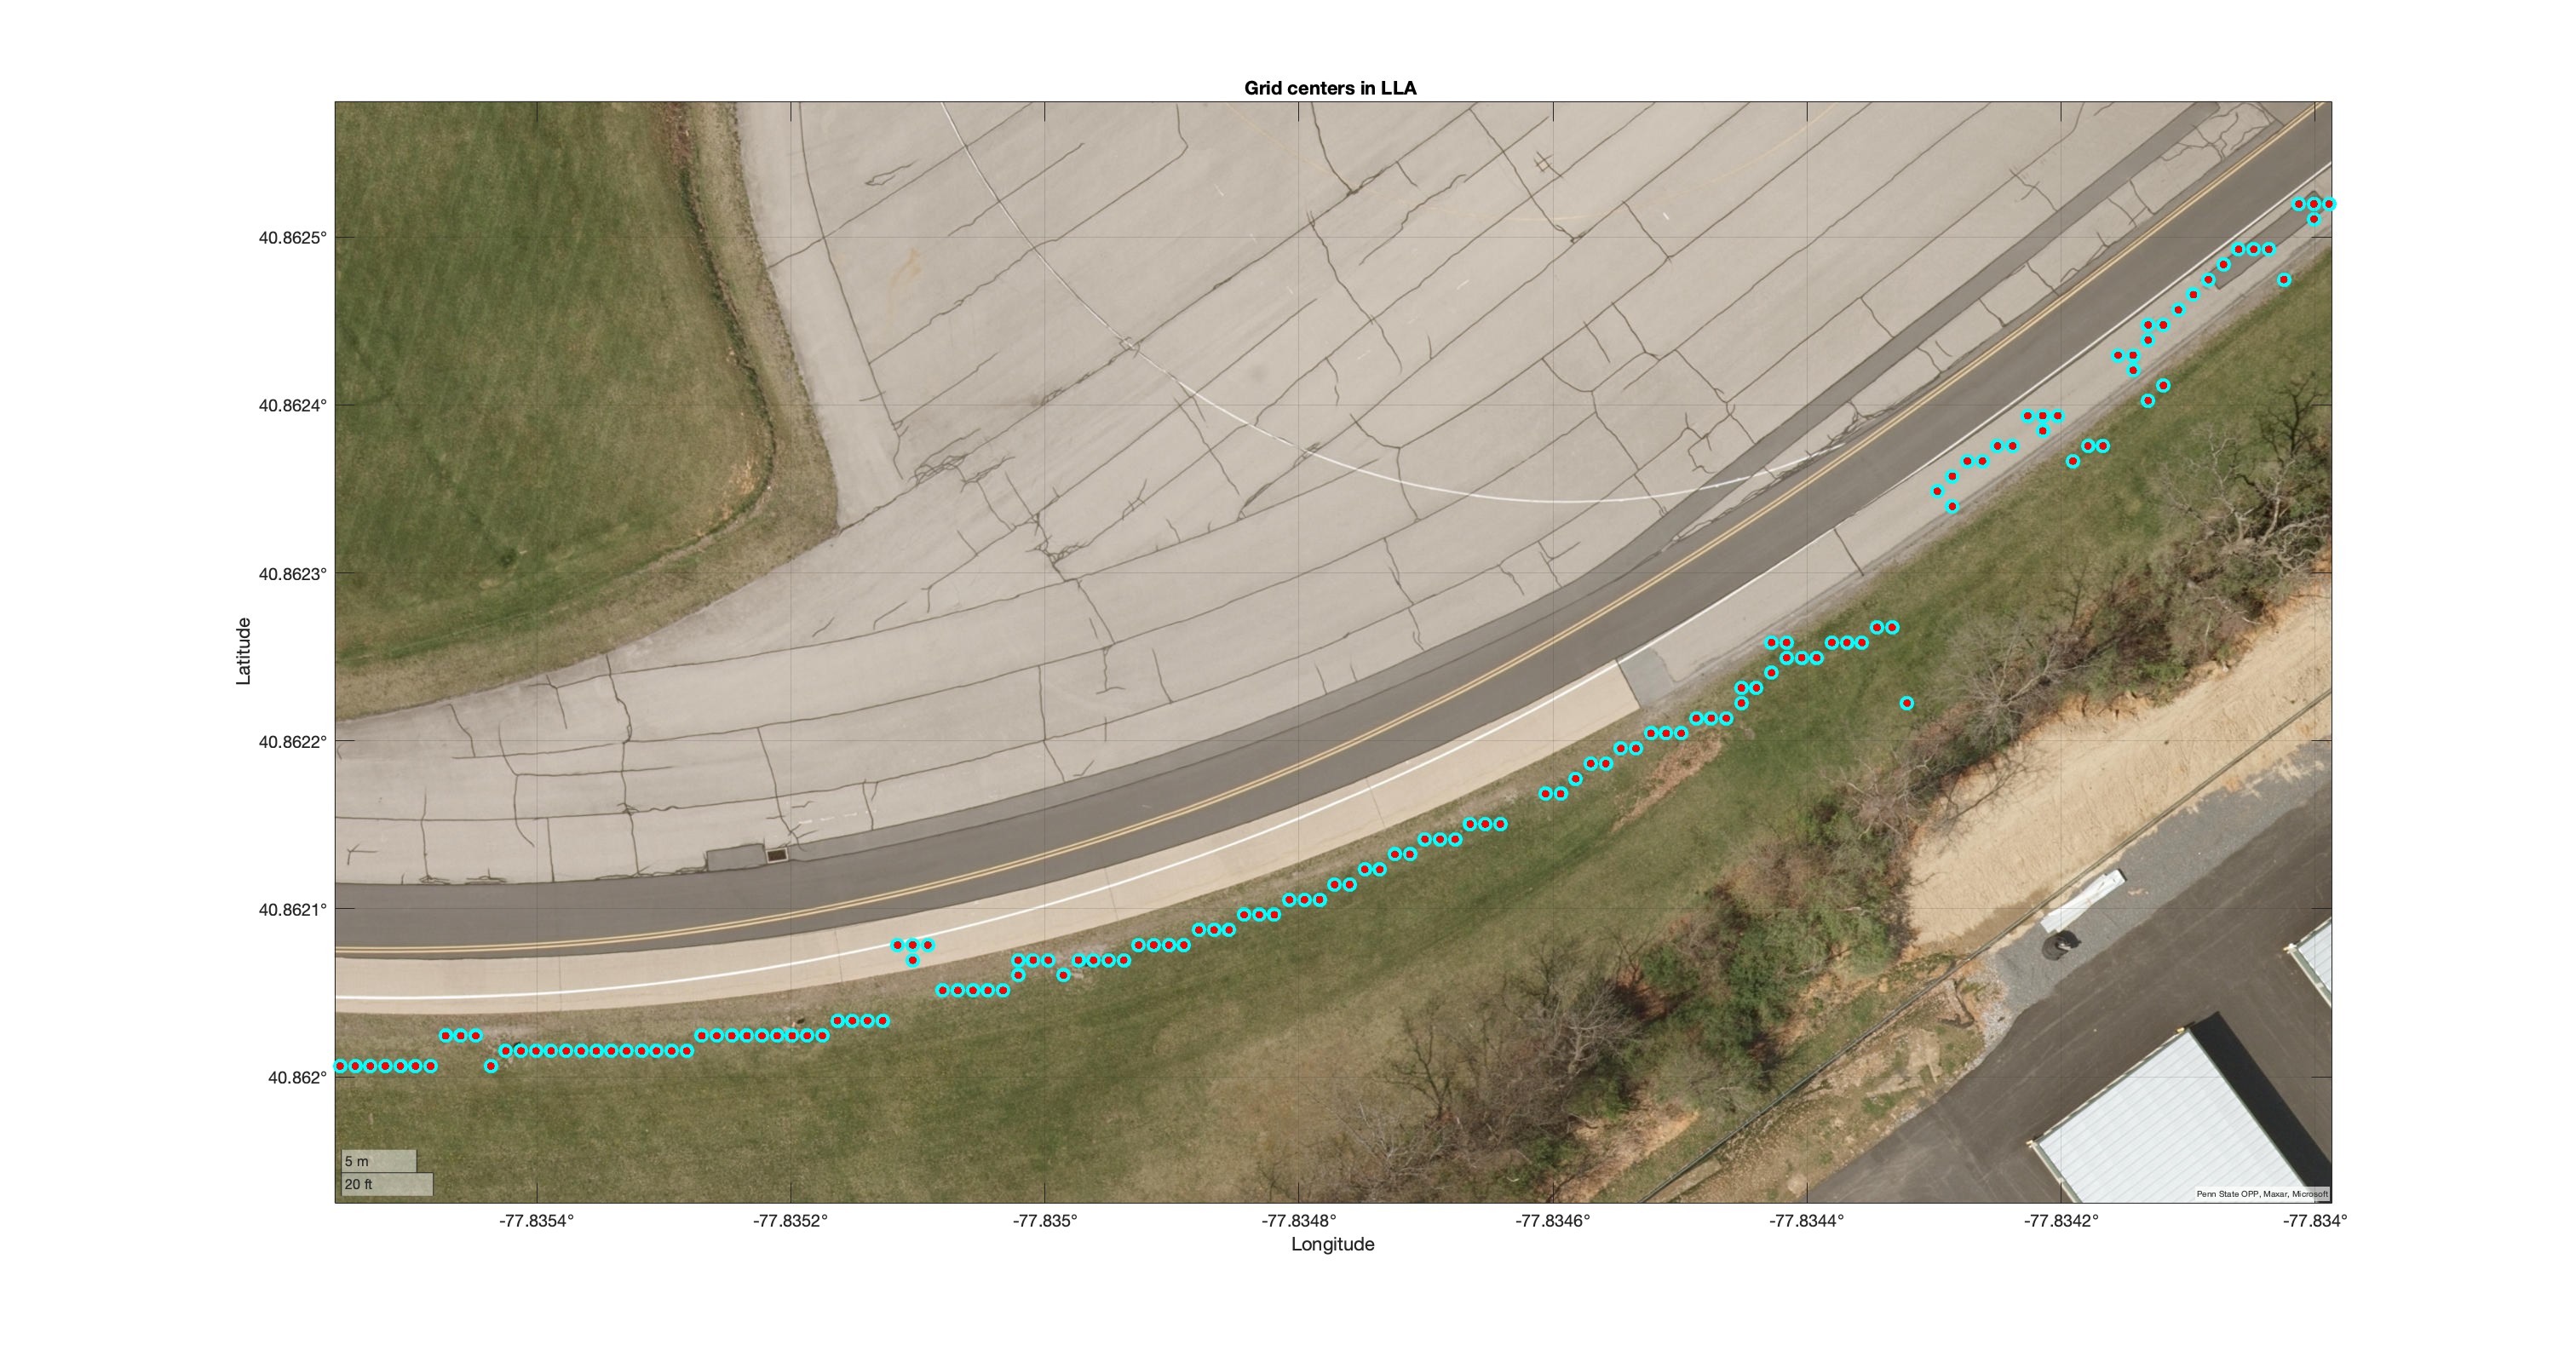 Grid centers in LLA
40.8625°
40.8624°
40.8623°
40.8622°
40.8621°
40.862°
Latitude
5 m
20 ft
Penn State OPP, Maxar, Microsoft
-77.8354°
-77.8352°
-77.835°
-77.8348°
-77.8346°
-77.8344°
-77.8342°
-77.834°
Longitude